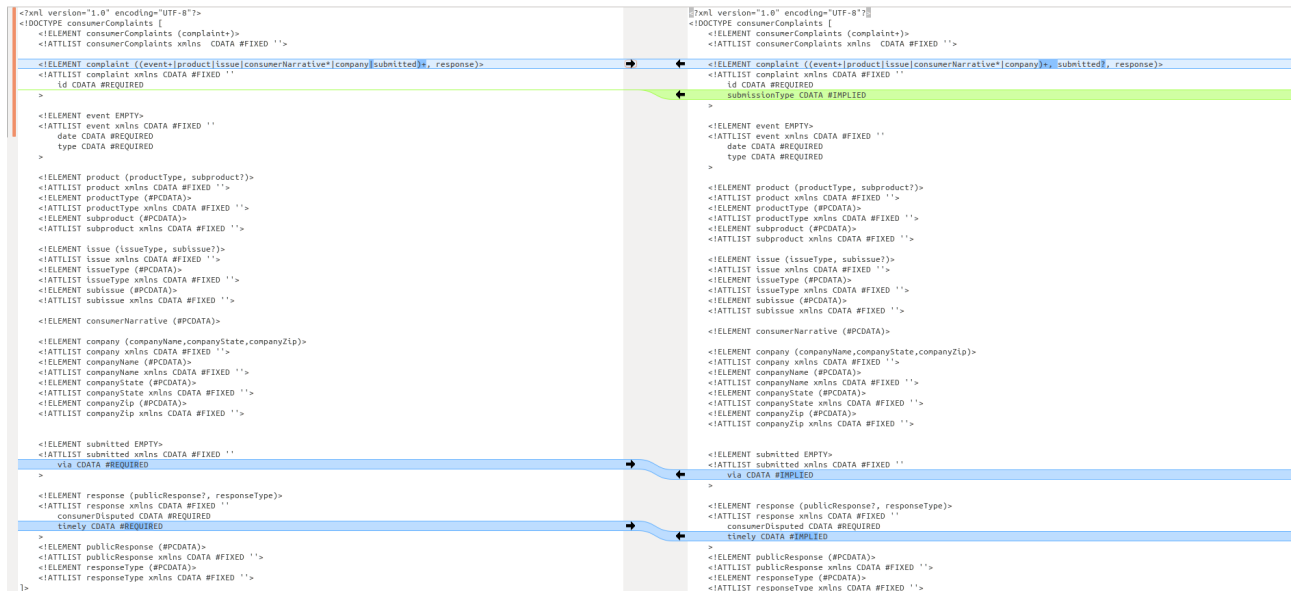 <?xml version="1.0" encoding="UTF-8"?>
<!DOCTYPE consumerComplaints [
<!ELEMENT consumerComplaints (complaint+)>
<!ATTLIST consumerComplaints xmlns  CDATA #FIXED ''>
<!ELEMENT complaint ((event+|product|issue|consumerNarrative*|company|submitted)+, response)>
<!ATTLIST complaint xmlns CDATA #FIXED ''
id CDATA #REQUIRED
>
<!ELEMENT event EMPTY>
<!ATTLIST event xmlns CDATA #FIXED ''
date CDATA #REQUIRED
type CDATA #REQUIRED
>
<!ELEMENT product (productType, subproduct?)>
<!ATTLIST product xmlns CDATA #FIXED ''>
<!ELEMENT productType (#PCDATA)>
<!ATTLIST productType xmlns CDATA #FIXED ''>
<!ELEMENT subproduct (#PCDATA)>
<!ATTLIST subproduct xmlns CDATA #FIXED ''>
<!ELEMENT issue (issueType, subissue?)>
<!ATTLIST issue xmlns CDATA #FIXED ''>
<!ELEMENT issueType (#PCDATA)>
<!ATTLIST issueType xmlns CDATA #FIXED ''>
<!ELEMENT subissue (#PCDATA)>
<!ATTLIST subissue xmlns CDATA #FIXED ''>
<!ELEMENT consumerNarrative (#PCDATA)>
<!ELEMENT company (companyName,companyState,companyZip)>
<!ATTLIST company xmlns CDATA #FIXED ''>
<!ELEMENT companyName (#PCDATA)>
<!ATTLIST companyName xmlns CDATA #FIXED ''>
<!ELEMENT companyState (#PCDATA)>
<!ATTLIST companyState xmlns CDATA #FIXED ''>
<!ELEMENT companyZip (#PCDATA)>
<!ATTLIST companyZip xmlns CDATA #FIXED ''>
<!ELEMENT submitted EMPTY>
<!ATTLIST submitted xmlns CDATA #FIXED ''
via CDATA #REQUIRED
>
<!ELEMENT response (publicResponse?, responseType)>
<!ATTLIST response xmlns CDATA #FIXED ''
consumerDisputed CDATA #REQUIRED
timely CDATA #REQUIRED
>
<!ELEMENT publicResponse (#PCDATA)>
<!ATTLIST publicResponse xmlns CDATA #FIXED ''>
<!ELEMENT responseType (#PCDATA)>
<!ATTLIST responseType xmlns CDATA #FIXED ''>
]>
<?xml version="1.0" encoding="UTF-8"?>
<!DOCTYPE consumerComplaints [
<!ELEMENT consumerComplaints (complaint+)>
<!ATTLIST consumerComplaints xmlns  CDATA #FIXED ''>
<!ELEMENT complaint ((event+|product|issue|consumerNarrative*|company)+, submitted?, response)>
<!ATTLIST complaint xmlns CDATA #FIXED ''
id CDATA #REQUIRED
submissionType CDATA #IMPLIED
>
<!ELEMENT event EMPTY>
<!ATTLIST event xmlns CDATA #FIXED ''
date CDATA #REQUIRED
type CDATA #REQUIRED
>
<!ELEMENT product (productType, subproduct?)>
<!ATTLIST product xmlns CDATA #FIXED ''>
<!ELEMENT productType (#PCDATA)>
<!ATTLIST productType xmlns CDATA #FIXED ''>
<!ELEMENT subproduct (#PCDATA)>
<!ATTLIST subproduct xmlns CDATA #FIXED ''>
<!ELEMENT issue (issueType, subissue?)>
<!ATTLIST issue xmlns CDATA #FIXED ''>
<!ELEMENT issueType (#PCDATA)>
<!ATTLIST issueType xmlns CDATA #FIXED ''>
<!ELEMENT subissue (#PCDATA)>
<!ATTLIST subissue xmlns CDATA #FIXED ''>
<!ELEMENT consumerNarrative (#PCDATA)>
<!ELEMENT company (companyName,companyState,companyZip)>
<!ATTLIST company xmlns CDATA #FIXED ''>
<!ELEMENT companyName (#PCDATA)>
<!ATTLIST companyName xmlns CDATA #FIXED ''>
<!ELEMENT companyState (#PCDATA)>
<!ATTLIST companyState xmlns CDATA #FIXED ''>
<!ELEMENT companyZip (#PCDATA)>
<!ATTLIST companyZip xmlns CDATA #FIXED ''>
<!ELEMENT submitted EMPTY>
<!ATTLIST submitted xmlns CDATA #FIXED ''
via CDATA #IMPLIED
>
<!ELEMENT response (publicResponse?, responseType)>
<!ATTLIST response xmlns CDATA #FIXED ''
consumerDisputed CDATA #REQUIRED
timely CDATA #IMPLIED
>
<!ELEMENT publicResponse (#PCDATA)>
<!ATTLIST publicResponse xmlns CDATA #FIXED ''>
<!ELEMENT responseType (#PCDATA)>
<!ATTLIST responseType xmlns CDATA #FIXED ''>